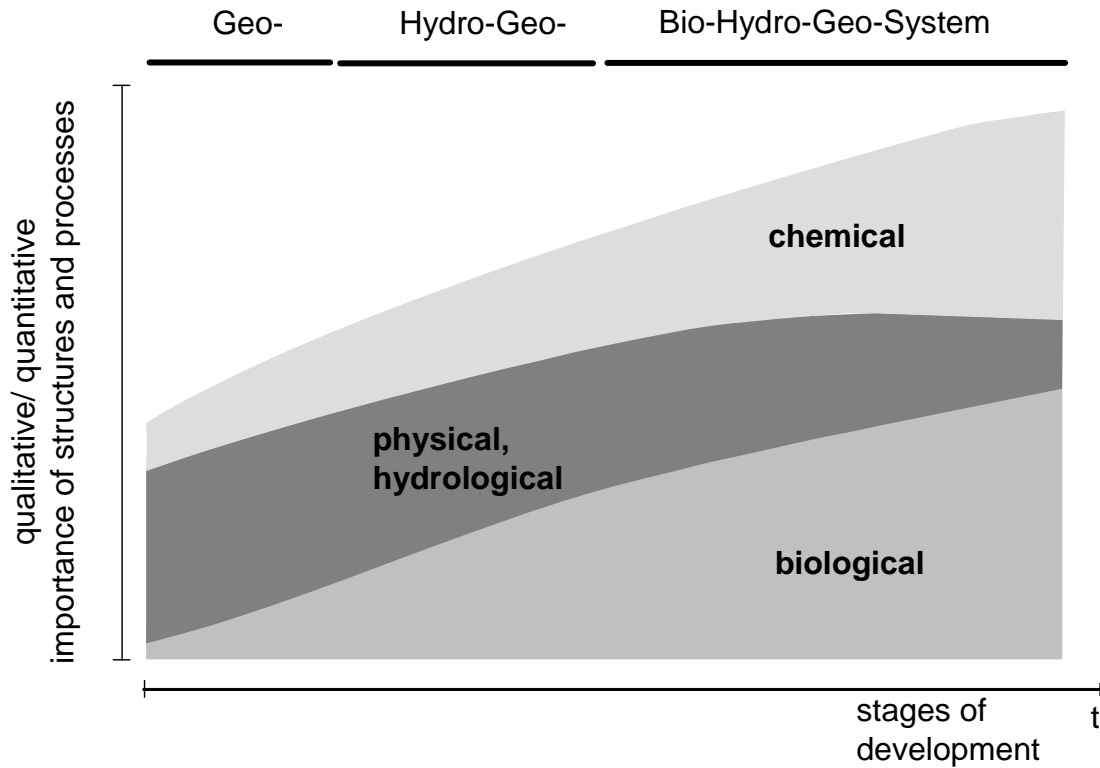 Geo-
Hydro-Geo-
Bio-Hydro-Geo-System
qualitative/ quantitative
importance of structures and processes
chemical
physical,
hydrological
biological
stages of
development
t